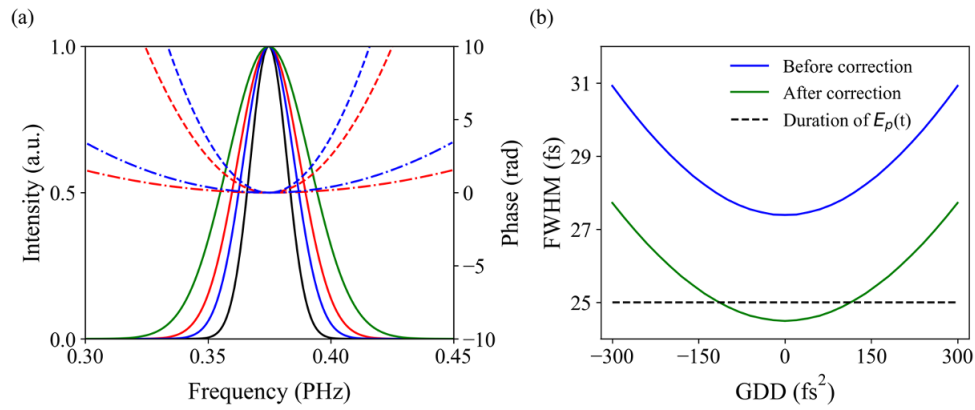 (a)
1.0
0.5
0.0
Intensity (a.u.)
0.30
0.35
0.40
0.45
Frequency (PHz)
10
5
0
−5
−10
Phase (rad)
(b)
31
29
27
25
FWHM (fs)
Before correction
After correction
Duration of Eₚ(t)
−300
−150
0
150
300
GDD (fs²)